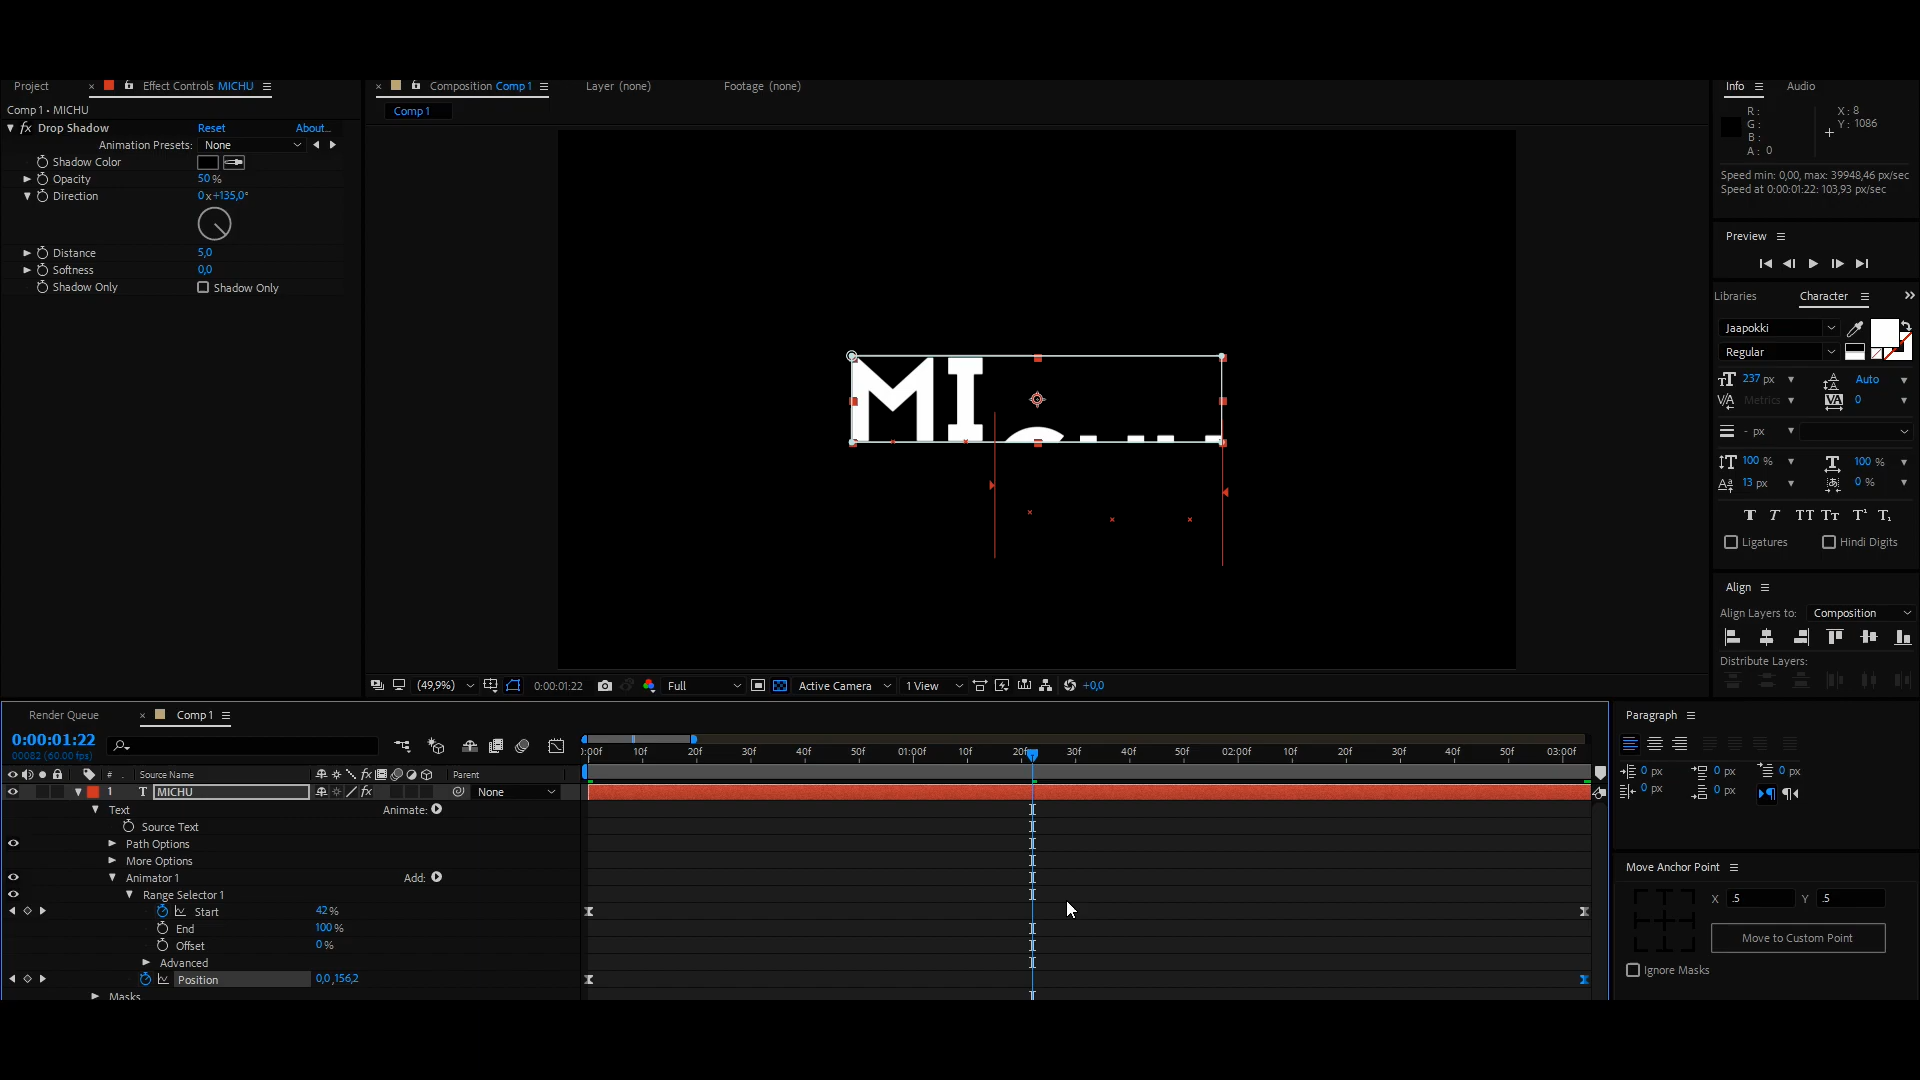 Project
Effect Controls MICHU
Composition Comp 1
Layer (none)
Footage (none)
Info
Audio
Comp 1 • MICHU
Comp 1
R :
G :
B :
A : 0
X : 8
Y : 1086
fx Drop Shadow
Reset
About...
Animation Presets:
None
Shadow Color
Opacity
50 %
Direction
0 x +135,0°
Distance
5,0
Softness
0,0
Shadow Only
Shadow Only
Speed min: 0,00, max: 39948,46 px/sec
Speed at 0:00:01:22: 103,93 px/sec
Preview
Libraries
Character
Jaapokki
Regular
237 px
Auto
Metrics
0
- px
100 %
100 %
13 px
0 %
T T TT Tt T¹ T₁
Ligatures
Hindi Digits
MI
Align
Align Layers to:
Composition
Distribute Layers:
(49,9%)
0:00:01:22
Full
Active Camera
1 View
+0,0
Render Queue
Comp 1
Paragraph
0:00:01:22
00082 (60.00 fps)
):00f 10f 20f 30f 40f 50f 01:00f 10f 20f 30f 40f 50f 02:00f 10f 20f 30f 40f 50f 03:00f
# Source Name
Parent
1 T MICHU
fx
None
Text
Animate:
Source Text
Path Options
More Options
Animator 1
Add:
Range Selector 1
Start
42 %
End
100 %
Offset
0 %
Advanced
Position
0,0 ,156,2
Masks
0 px
0 px
0 px
0 px
0 px
Move Anchor Point
X .5
Y .5
Move to Custom Point
Ignore Masks